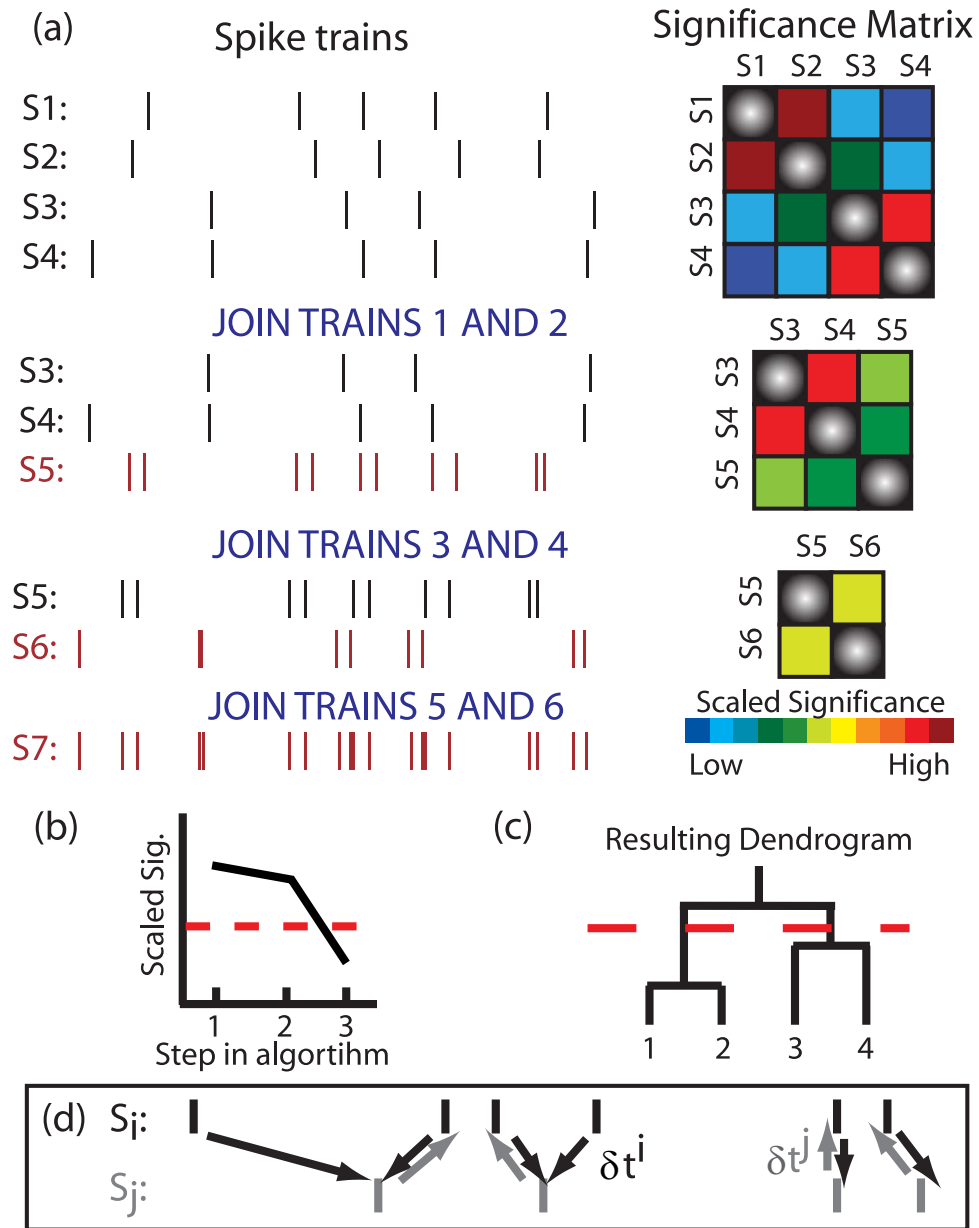 (a)
Spike trains
Significance Matrix
S1 S2 S3 S4
S1:
S2:
S3:
S4:
S1
S2
S3
S4
JOIN TRAINS 1 AND 2
S3 S4 S5
S3:
S4:
S5:
S3
S4
S5
JOIN TRAINS 3 AND 4
S5 S6
S5:
S6:
S5
S6
JOIN TRAINS 5 AND 6
S7:
Scaled Significance
Low High
(b)
Scaled Sig.
1 2 3
Step in algortihm
(c)
Resulting Dendrogram
1 2 3 4
(d)
Si:
Sj:
δti
δtj